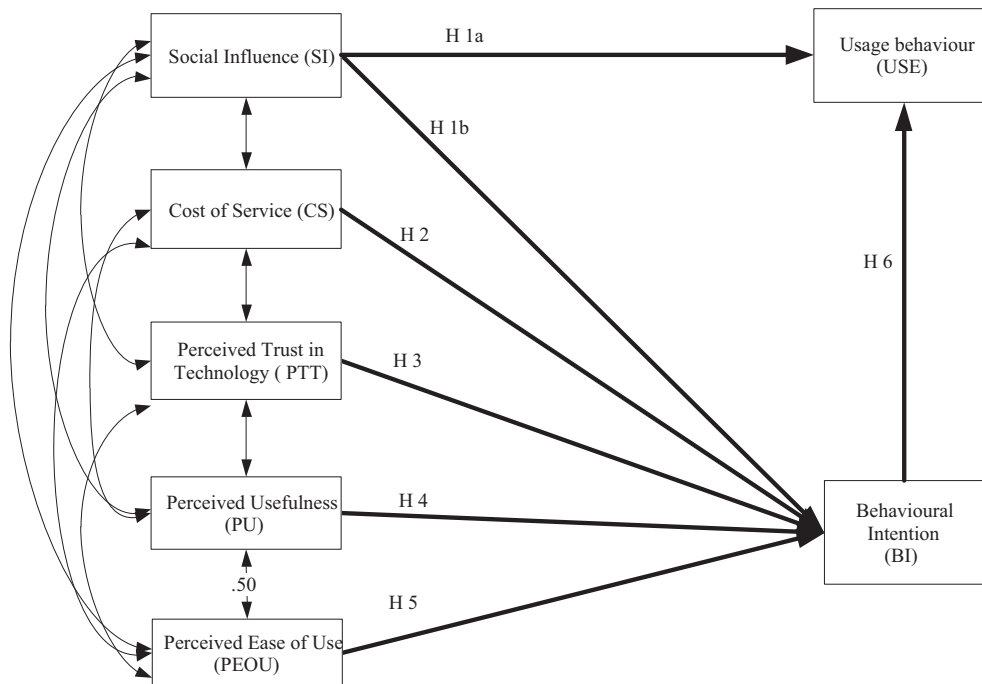 Social Influence (SI)
H 1a
Usage behaviour
(USE)
H 1b
Cost of Service (CS)
H 2
H 6
Perceived Trust in
Technology ( PTT)
H 3
Perceived Usefulness
(PU)
H 4
Behavioural
Intention
(BI)
.50
H 5
Perceived Ease of Use
(PEOU)